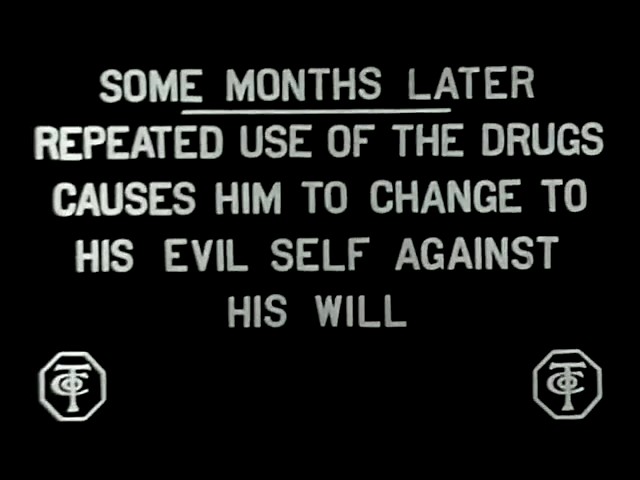 SOME MONTHS LATER
REPEATED USE OF THE DRUGS
CAUSES HIM TO CHANGE TO
HIS EVIL SELF AGAINST
HIS WILL